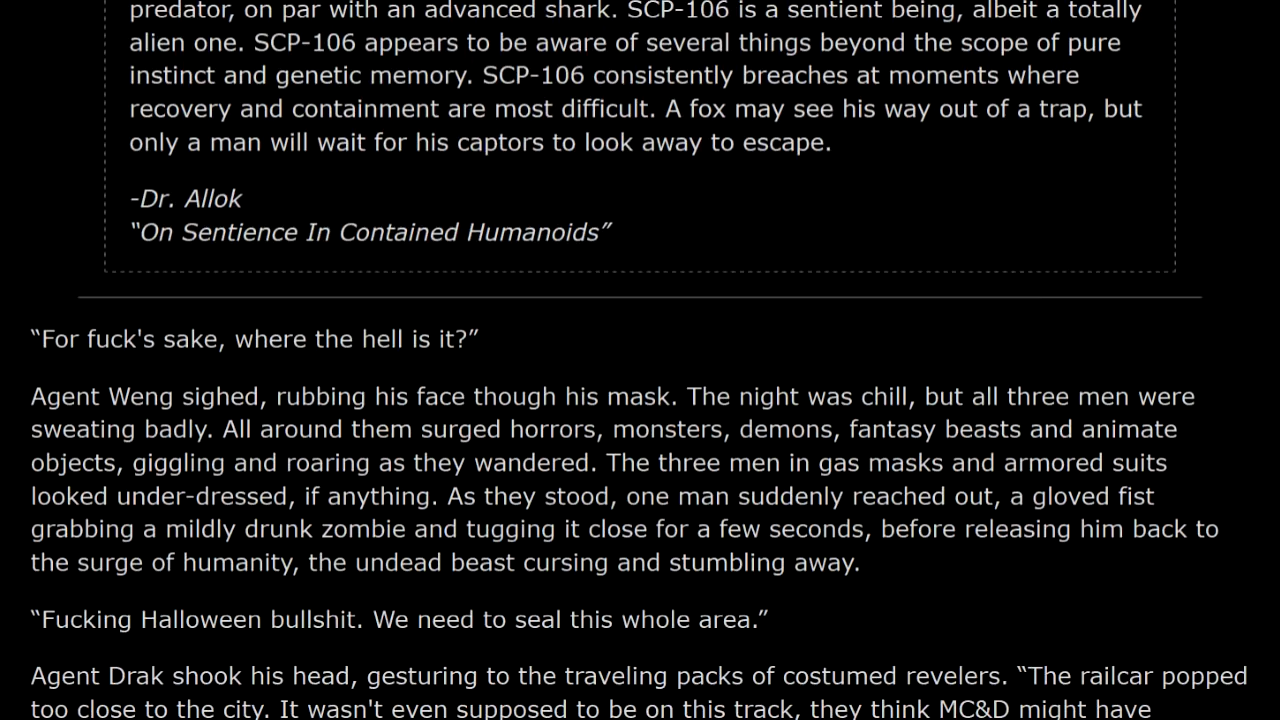 predator, on par with an advanced shark. SCP-106 is a sentient being, albeit a totally
alien one. SCP-106 appears to be aware of several things beyond the scope of pure
instinct and genetic memory. SCP-106 consistently breaches at moments where
recovery and containment are most difficult. A fox may see his way out of a trap, but
only a man will wait for his captors to look away to escape.
-Dr. Allok
“On Sentience In Contained Humanoids”
“For fuck's sake, where the hell is it?”
Agent Weng sighed, rubbing his face though his mask. The night was chill, but all three men were
sweating badly. All around them surged horrors, monsters, demons, fantasy beasts and animate
objects, giggling and roaring as they wandered. The three men in gas masks and armored suits
looked under-dressed, if anything. As they stood, one man suddenly reached out, a gloved fist
grabbing a mildly drunk zombie and tugging it close for a few seconds, before releasing him back to
the surge of humanity, the undead beast cursing and stumbling away.
“Fucking Halloween bullshit. We need to seal this whole area.”
Agent Drak shook his head, gesturing to the traveling packs of costumed revelers. “The railcar popped
too close to the city. It wasn't even supposed to be on this track, they think MC&D might have